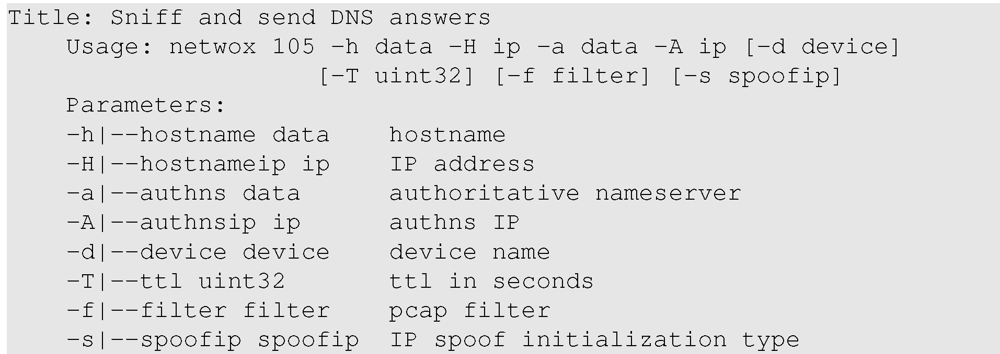 Title: Sniff and send DNS answers
Usage: netwox 105 -h data -H ip -a data -A ip [-d device]
[-T uint32] [-f filter] [-s spoofip]
Parameters:
-h|--hostname data hostname
-H|--hostnameip ip IP address
-a|--authns data authoritative nameserver
-A|--authnsip ip authns IP
-d|--device device device name
-T|--ttl uint32 ttl in seconds
-f|--filter filter pcap filter
-s|--spoofip spoofip IP spoof initialization type